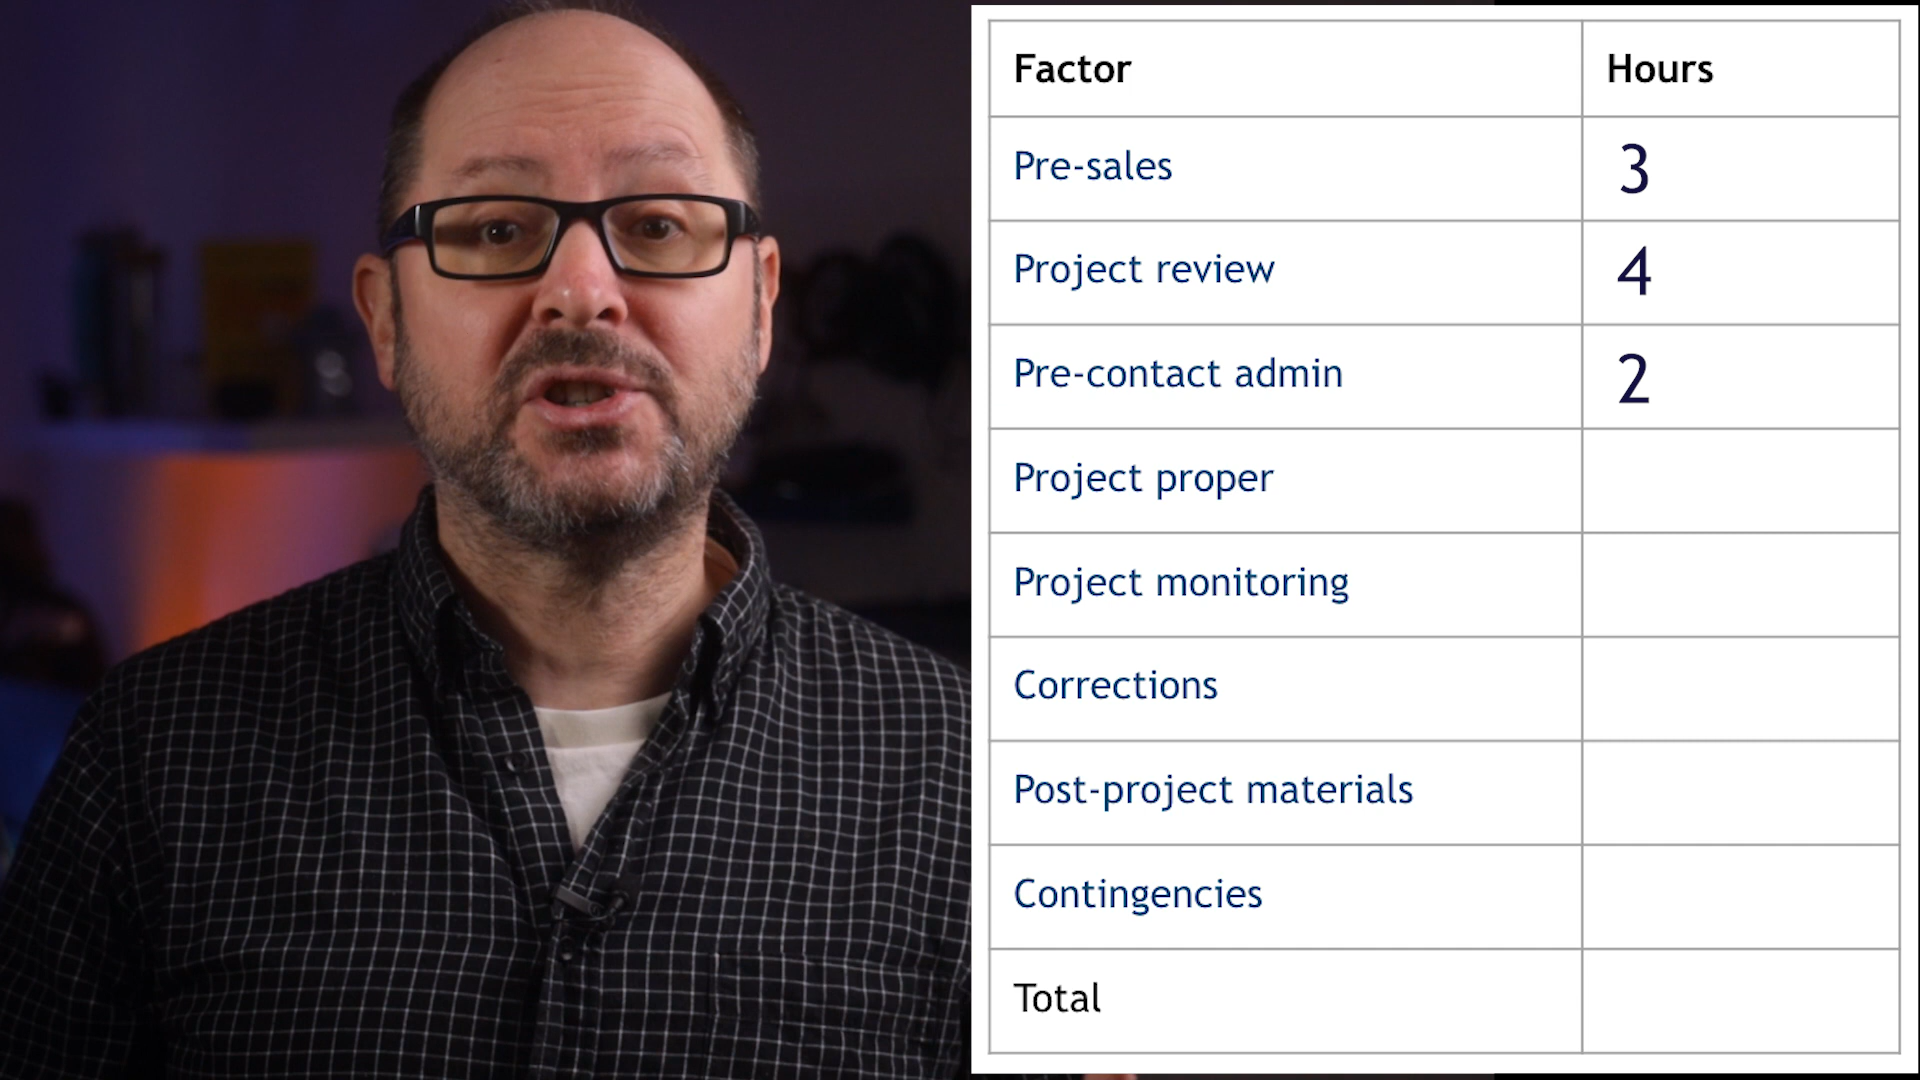 Factor Hours
Pre-sales 3
Project review 4
Pre-contact admin 2
Project proper
Project monitoring
Corrections
Post-project materials
Contingencies
Total